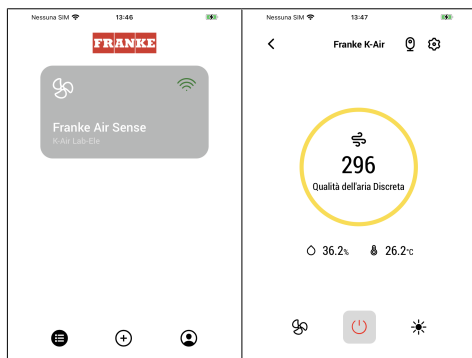 Nessuna SIM 13:46
FRANKE
Franke Air Sense
K-Air Lab-Ele
Nessuna SIM 13:47
Franke K-Air
296
Qualità dell'aria Discreta
36.2% 26.2°C